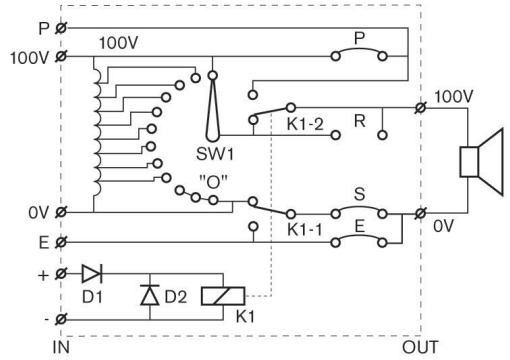 P
100V
100V
P
100V
K1-2
R
SW1
"O"
0V
S
K1-1
0V
E
E
+
D1
D2
K1
-
IN
OUT